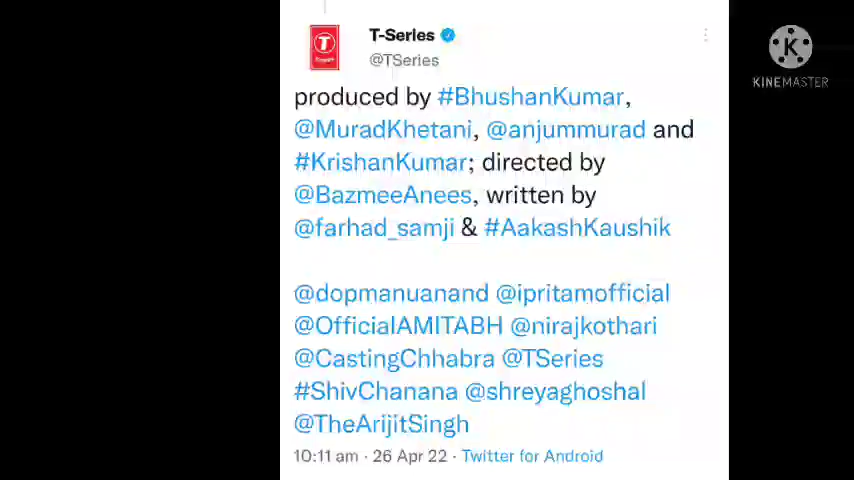 T-Series
@TSeries
produced by #BhushanKumar,
@MuradKhetani, @anjummurad and
#KrishanKumar; directed by
@BazmeeAnees, written by
@farhad_samji & #AakashKaushik
@dopmanuanand @ipritamofficial
@OfficialAMITABH @nirajkothari
@CastingChhabra @TSeries
#ShivChanana @shreyaghoshal
@TheArijitSingh
10:11 am · 26 Apr 22 · Twitter for Android
K
KINEMASTER